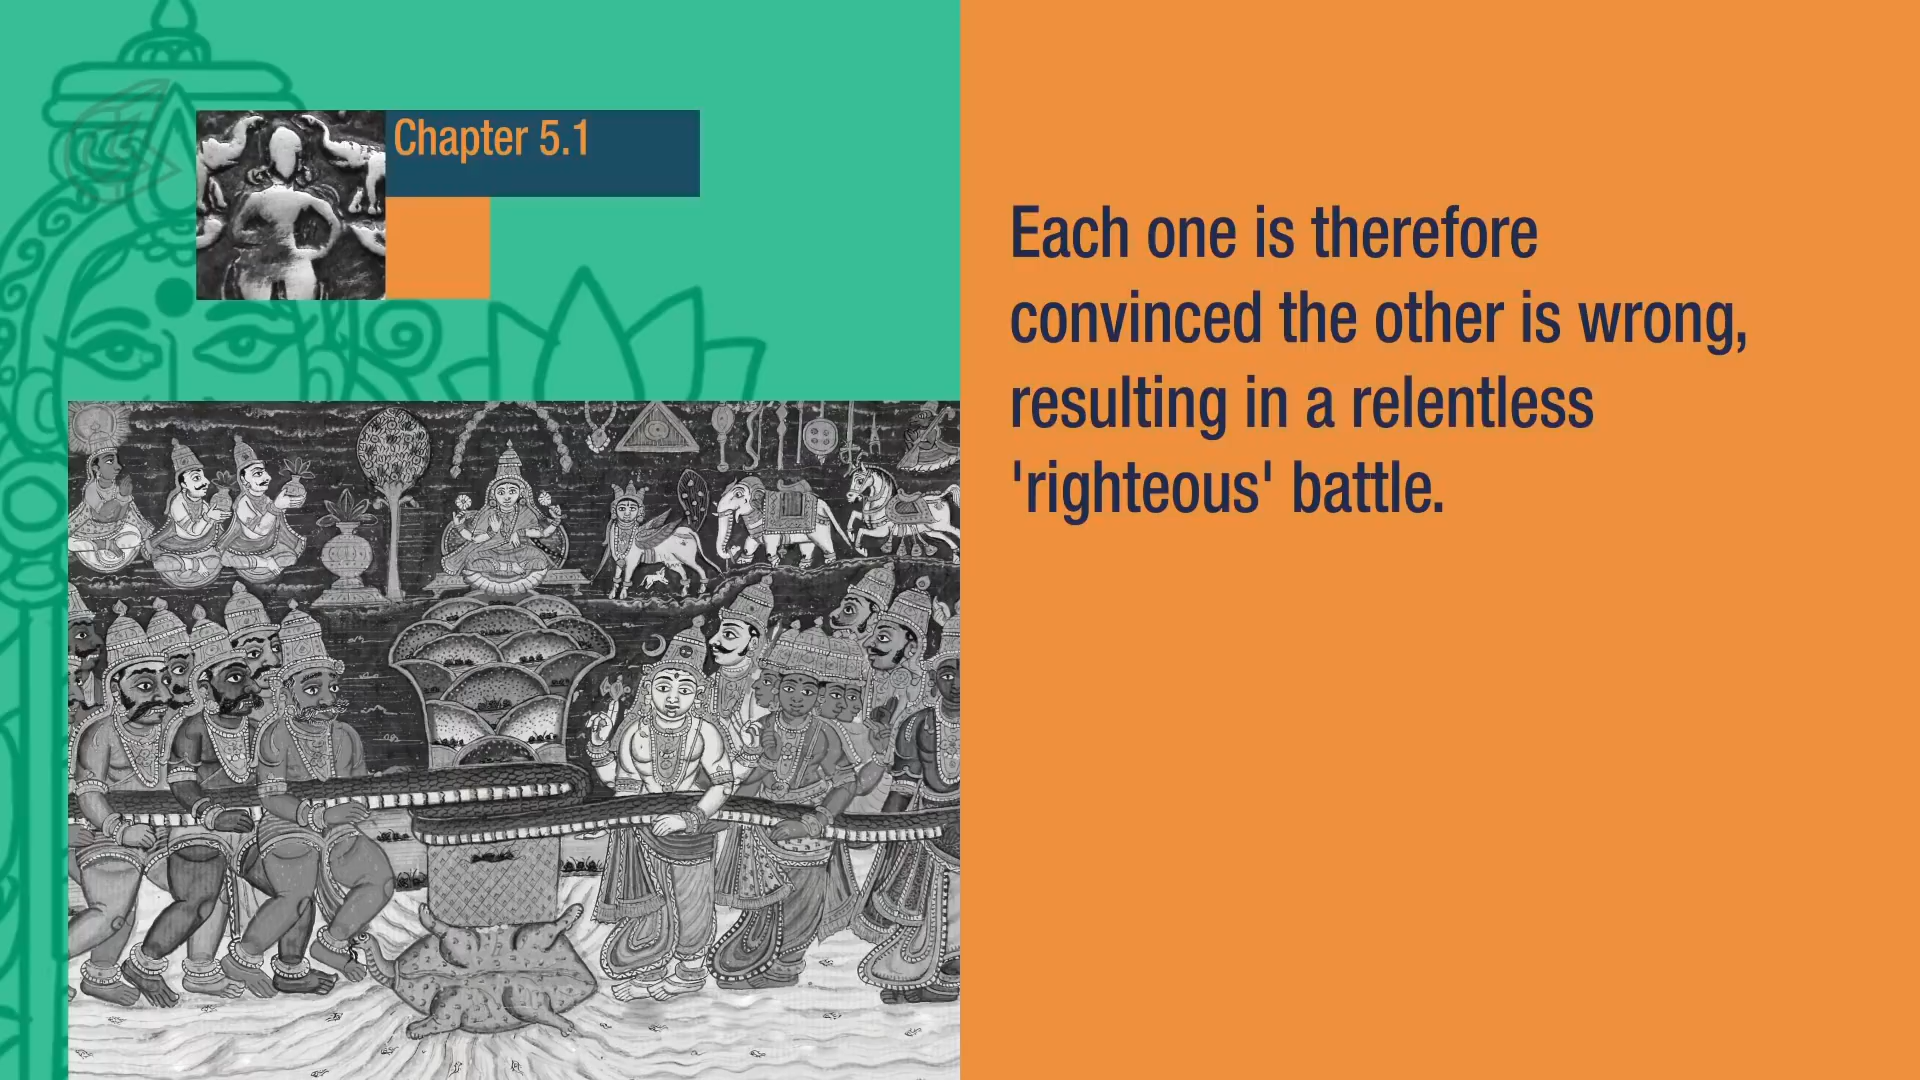 Chapter 5.1
Each one is therefore
convinced the other is wrong,
resulting in a relentless
'righteous' battle.